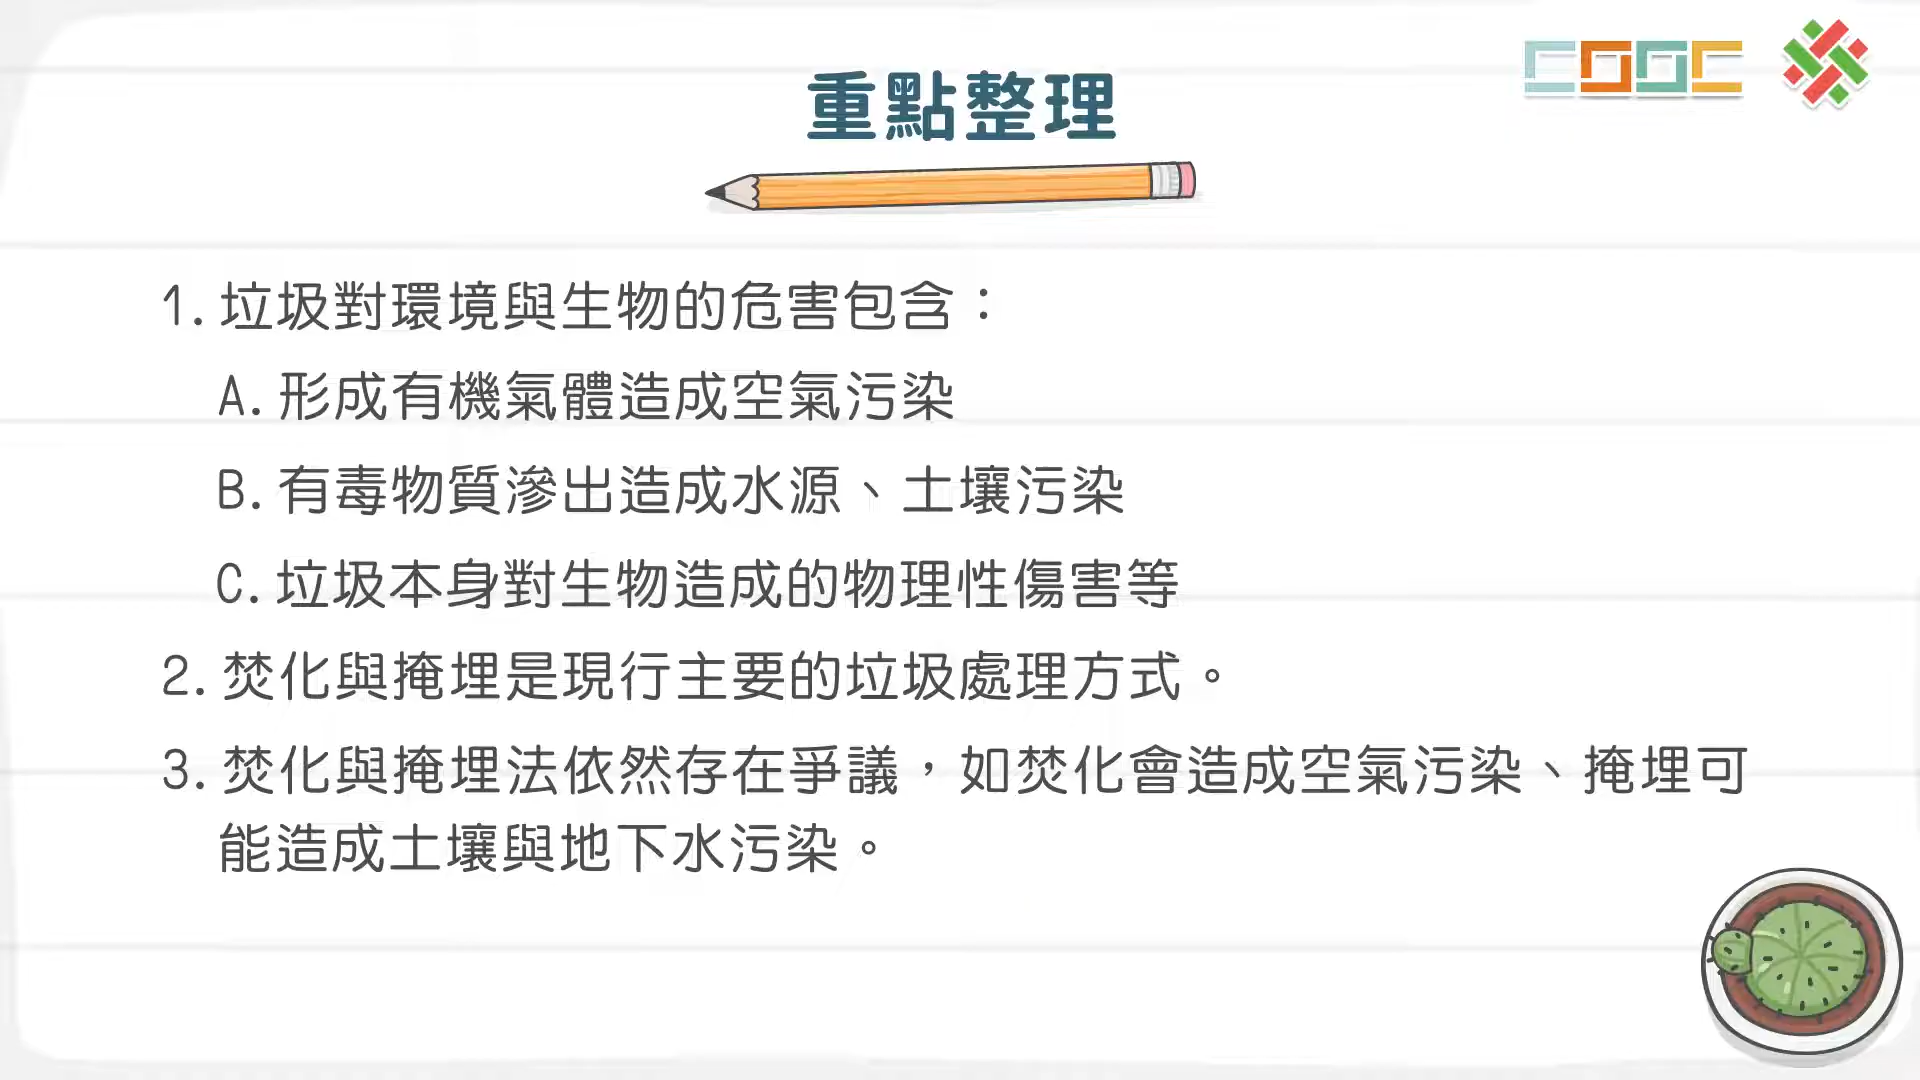 COOC
重點整理
1. 垃圾對環境與生物的危害包含：
A. 形成有機氣體造成空氣污染
B. 有毒物質滲出造成水源、土壤污染
C. 垃圾本身對生物造成的物理性傷害等
2. 焚化與掩埋是現行主要的垃圾處理方式。
3. 焚化與掩埋法依然存在爭議，如焚化會造成空氣污染、掩埋可
能造成土壤與地下水污染。